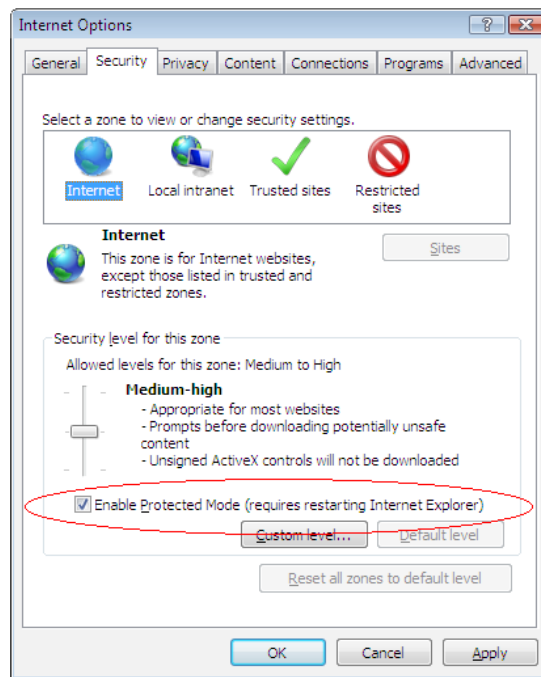 Internet Options
General Security Privacy Content Connections Programs Advanced
Select a zone to view or change security settings.
Internet Local intranet Trusted sites Restricted
sites
Internet
This zone is for Internet websites,
except those listed in trusted and
restricted zones.
Sites
Security level for this zone
Allowed levels for this zone: Medium to High
Medium-high
- Appropriate for most websites
- Prompts before downloading potentially unsafe
content
- Unsigned ActiveX controls will not be downloaded
Enable Protected Mode (requires restarting Internet Explorer)
Custom level... Default level
Reset all zones to default level
OK Cancel Apply